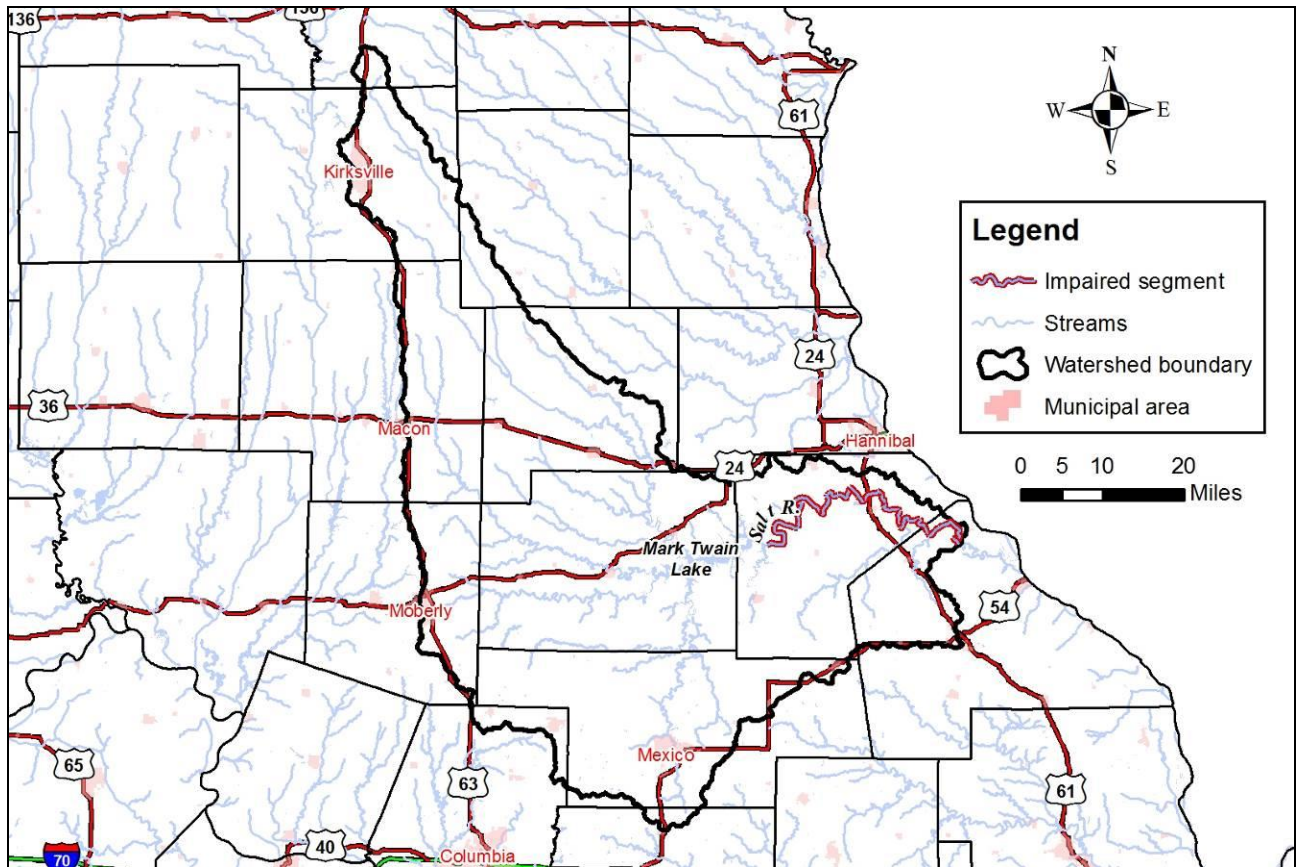 136
136
N
W
E
S
61
Kirksville
Legend
Impaired segment
Streams
24
Watershed boundary
36
Macon
Municipal area
Hannibal
24
0 5 10 20
Miles
Salt R.
Mark Twain
Lake
Moberly
54
65
Mexico
63
61
40
70
Columbia